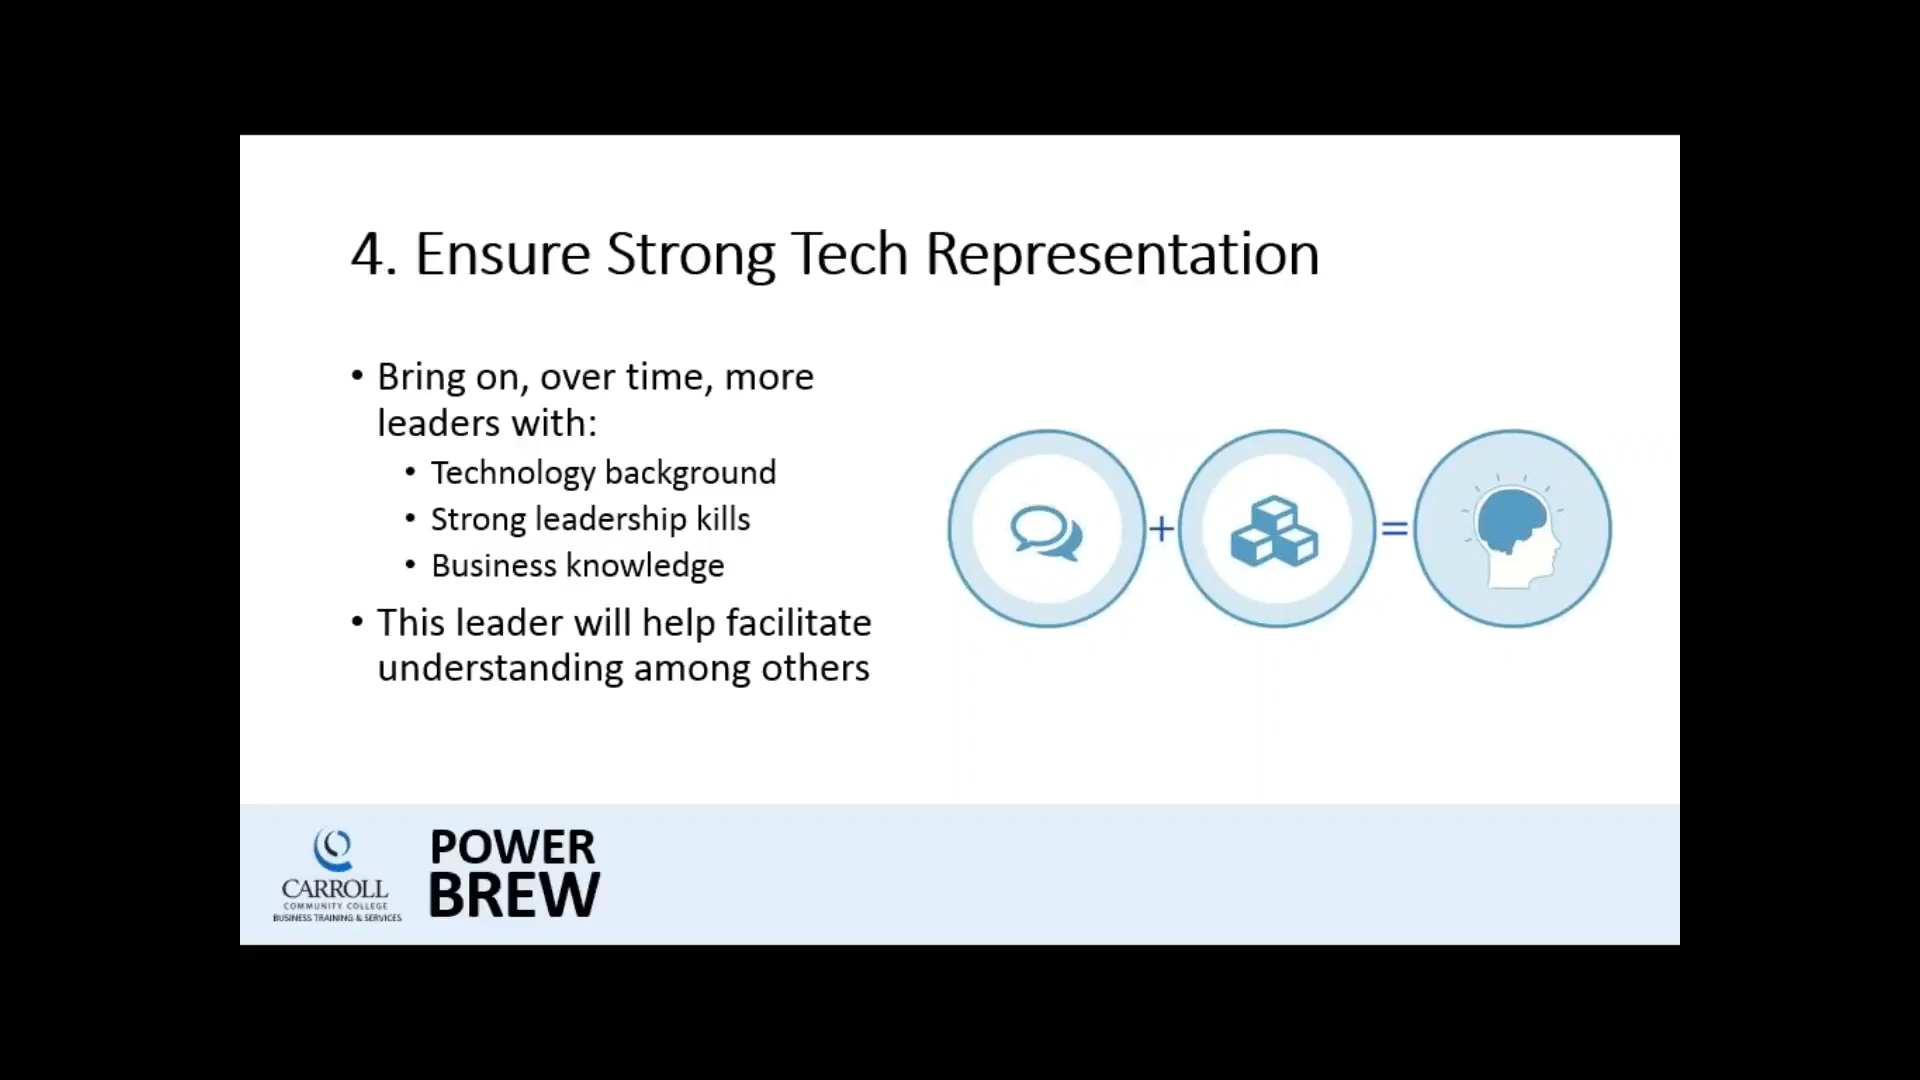 4. Ensure Strong Tech Representation
• Bring on, over time, more
leaders with:
• Technology background
• Strong leadership kills
• Business knowledge
• This leader will help facilitate
understanding among others
+
=
CARROLL
COMMUNITY COLLEGE
BUSINESS TRAINING & SERVICES
POWER
BREW